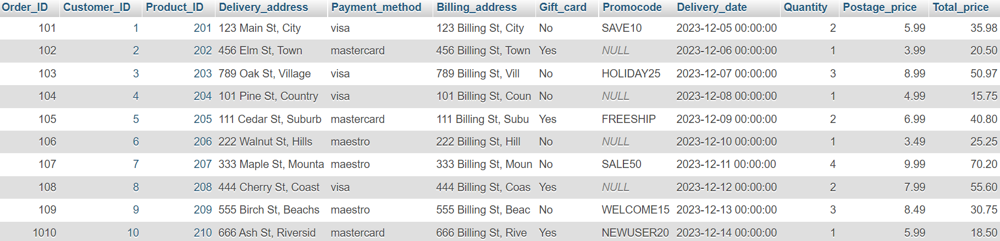 Order_ID Customer_ID Product_ID Delivery_address Payment_method Billing_address Gift_card Promocode Delivery_date Quantity Postage_price Total_price
101 1 201 123 Main St, City visa 123 Billing St, City No SAVE10 2023-12-05 00:00:00 2 5.99 35.98
102 2 202 456 Elm St, Town mastercard 456 Billing St, Town Yes NULL 2023-12-06 00:00:00 1 3.99 20.50
103 3 203 789 Oak St, Village visa 789 Billing St, Vill No HOLIDAY25 2023-12-07 00:00:00 3 8.99 50.97
104 4 204 101 Pine St, Country visa 101 Billing St, Coun No NULL 2023-12-08 00:00:00 1 4.99 15.75
105 5 205 111 Cedar St, Suburb mastercard 111 Billing St, Subu Yes FREESHIP 2023-12-09 00:00:00 2 6.99 40.80
106 6 206 222 Walnut St, Hills maestro 222 Billing St, Hill No NULL 2023-12-10 00:00:00 1 3.49 25.25
107 7 207 333 Maple St, Mounta maestro 333 Billing St, Moun No SALE50 2023-12-11 00:00:00 4 9.99 70.20
108 8 208 444 Cherry St, Coast visa 444 Billing St, Coas Yes NULL 2023-12-12 00:00:00 2 7.99 55.60
109 9 209 555 Birch St, Beachs maestro 555 Billing St, Beac No WELCOME15 2023-12-13 00:00:00 3 8.49 30.75
1010 10 210 666 Ash St, Riversid mastercard 666 Billing St, Rive Yes NEWUSER20 2023-12-14 00:00:00 1 5.99 18.50